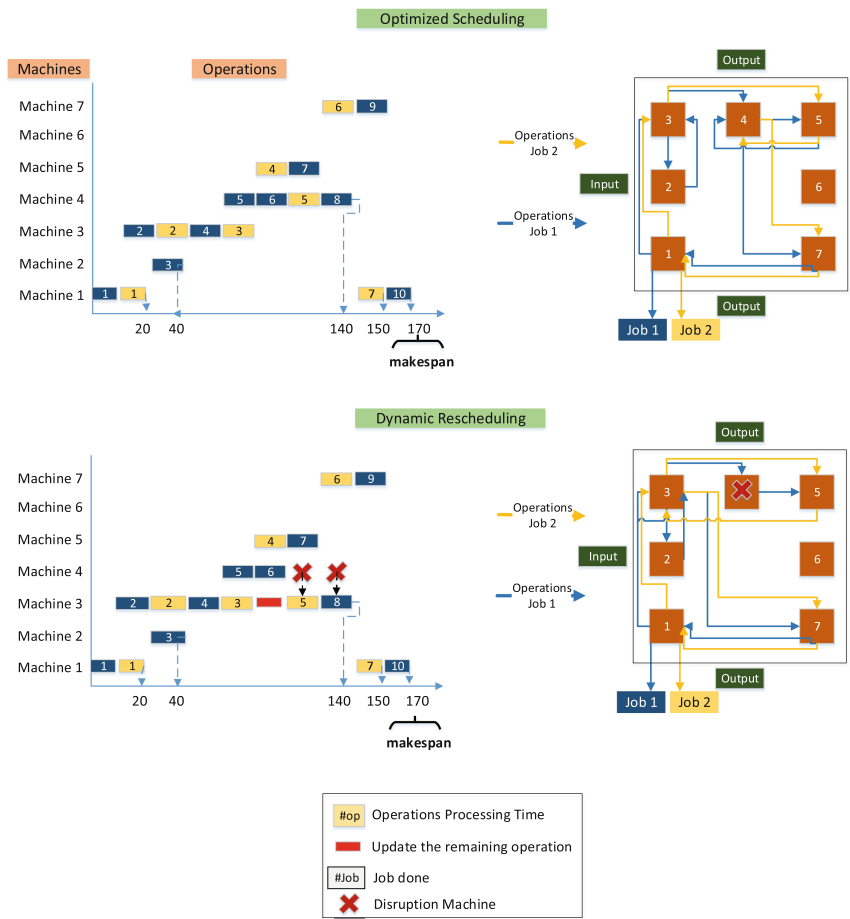 Optimized Scheduling
Machines Operations Output
Machine 7 6 9
Machine 6
Machine 5 4 7
Machine 4 5 6 5 8
Machine 3 2 2 4 3
Machine 2 3
Machine 1 1 1 7 10
20 40 140 150 170
makespan
Operations
Job 2
Operations
Job 1
Input
3 4 5
2 6
1 7
Output
Job 1 Job 2
Dynamic Rescheduling
Output
Machine 7 6 9
Machine 6
Machine 5 4 7
Machine 4 5 6
Machine 3 2 2 4 3 5 8
Machine 2 3
Machine 1 1 1 7 10
20 40 140 150 170
makespan
Operations
Job 2
Operations
Job 1
Input
3 5
2 6
1 7
Output
Job 1 Job 2
#op Operations Processing Time
Update the remaining operation
#Job Job done
Disruption Machine